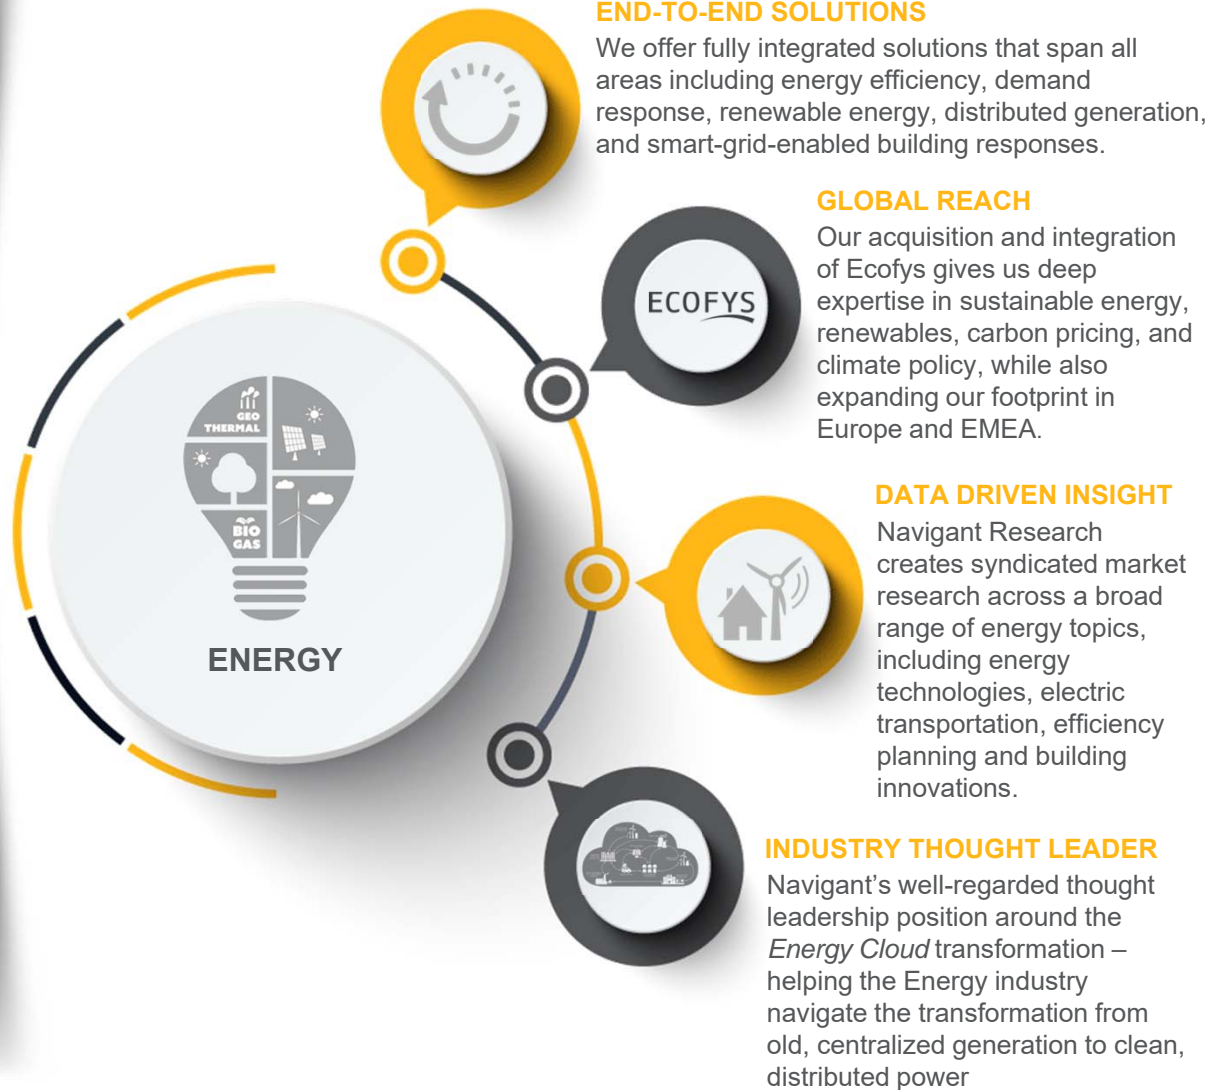 END-TO-END SOLUTIONS
We offer fully integrated solutions that span all
areas including energy efficiency, demand
response, renewable energy, distributed generation,
and smart-grid-enabled building responses.
GLOBAL REACH
Our acquisition and integration
of Ecofys gives us deep
expertise in sustainable energy,
renewables, carbon pricing, and
climate policy, while also
expanding our footprint in
Europe and EMEA.
ECOFYS
GEO
THERMAL
BIO
GAS
ENERGY
DATA DRIVEN INSIGHT
Navigant Research
creates syndicated market
research across a broad
range of energy topics,
including energy
technologies, electric
transportation, efficiency
planning and building
innovations.
INDUSTRY THOUGHT LEADER
Navigant’s well-regarded thought
leadership position around the
Energy Cloud transformation –
helping the Energy industry
navigate the transformation from
old, centralized generation to clean,
distributed power